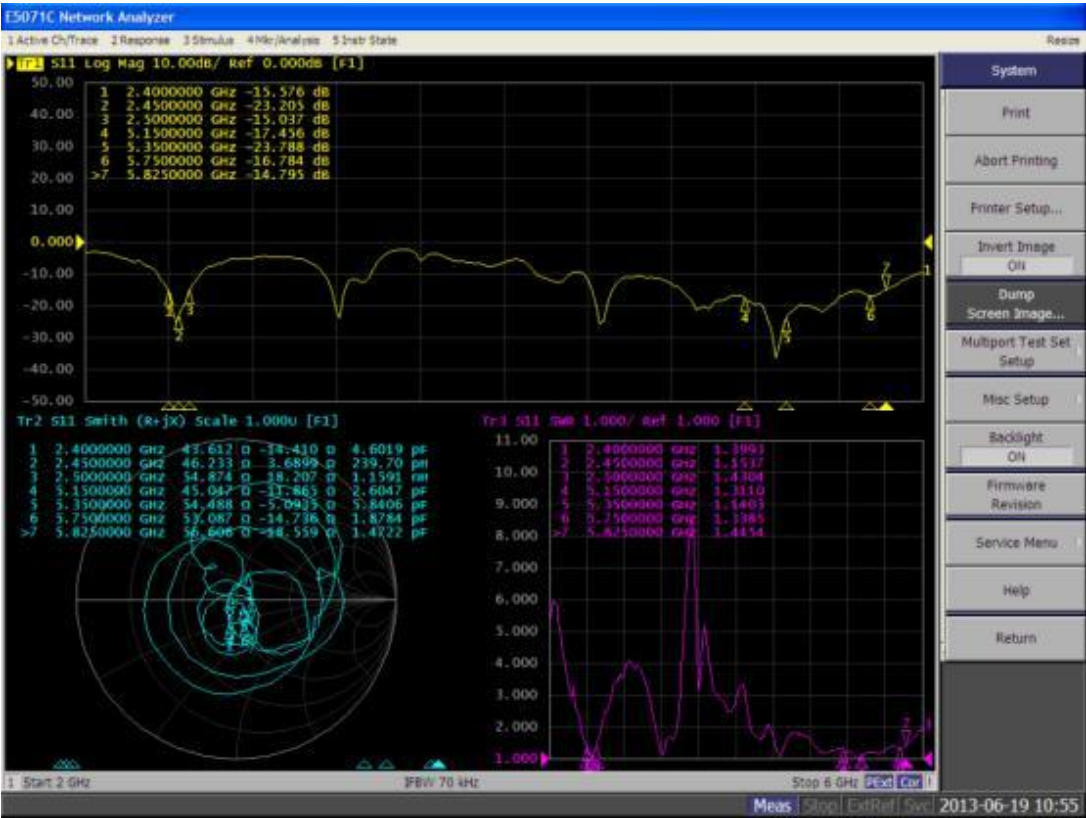 E5071C Network Analyzer
1 Active Ch/Trace 2 Response 3 Stimulus 4 Mkr/Analysis 5 Instr State
Resize
Tr1 S11 Log Mag 10.00dB/ Ref 0.000dB [F1]
50.00
40.00
30.00
20.00
10.00
0.000
-10.00
-20.00
-30.00
-40.00
-50.00
1 2.4000000 GHz -15.576 dB
2 2.4500000 GHz -23.205 dB
3 2.5000000 GHz -15.037 dB
4 5.1500000 GHz -17.456 dB
5 5.3500000 GHz -23.788 dB
6 5.7500000 GHz -16.784 dB
>7 5.8250000 GHz -14.795 dB
Tr2 S11 Smith (R+jX) Scale 1.000U [F1]
1 2.4000000 GHz 43.612 Ω -14.410 Ω 4.6019 pF
2 2.4500000 GHz 46.233 Ω 3.6899 Ω 239.70 pH
3 2.5000000 GHz 54.874 Ω 18.207 Ω 1.1591 nH
4 5.1500000 GHz 45.047 Ω -11.865 Ω 2.6047 pF
5 5.3500000 GHz 54.488 Ω -5.0935 Ω 5.8406 pF
6 5.7500000 GHz 53.087 Ω -14.736 Ω 1.8784 pF
>7 5.8250000 GHz 56.606 Ω -18.559 Ω 1.4722 pF
Tr3 S11 SWR 1.000/ Ref 1.000 [F1]
11.00
10.00
9.000
8.000
7.000
6.000
5.000
4.000
3.000
2.000
1.000
1 2.4000000 GHz 1.3993
2 2.4500000 GHz 1.1537
3 2.5000000 GHz 1.4304
4 5.1500000 GHz 1.3110
5 5.3500000 GHz 1.1403
6 5.7500000 GHz 1.3385
>7 5.8250000 GHz 1.4454
1 Start 2 GHz
IFBW 70 kHz
Stop 6 GHz PExt Cor !
Meas Stop ExtRef Svc 2013-06-19 10:55
System
Print
Abort Printing
Printer Setup...
Invert Image
ON
Dump
Screen Image...
Multiport Test Set
Setup
Misc Setup
Backlight
ON
Firmware
Revision
Service Menu
Help
Return